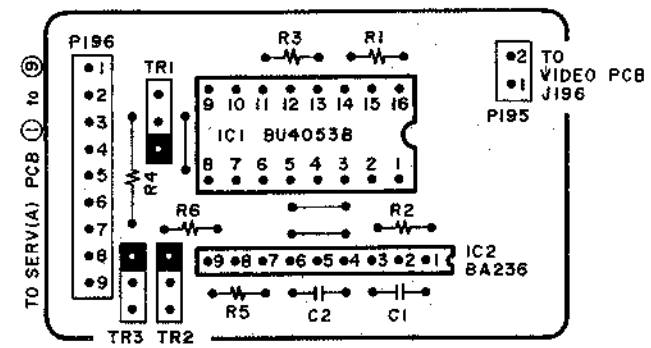 P196
1
2
3
4
5
6
7
8
9
TO SERV(A) PCB ① to ⑨
TR1
R3
R1
9 10 11 12 13 14 15 16
IC1 BU4053B
8 7 6 5 4 3 2 1
2
1
TO
VIDEO PCB
J196
P195
R4
R6
R2
9 8 7 6 5 4 3 2 1
IC2
BA236
R5
C2
C1
TR3
TR2